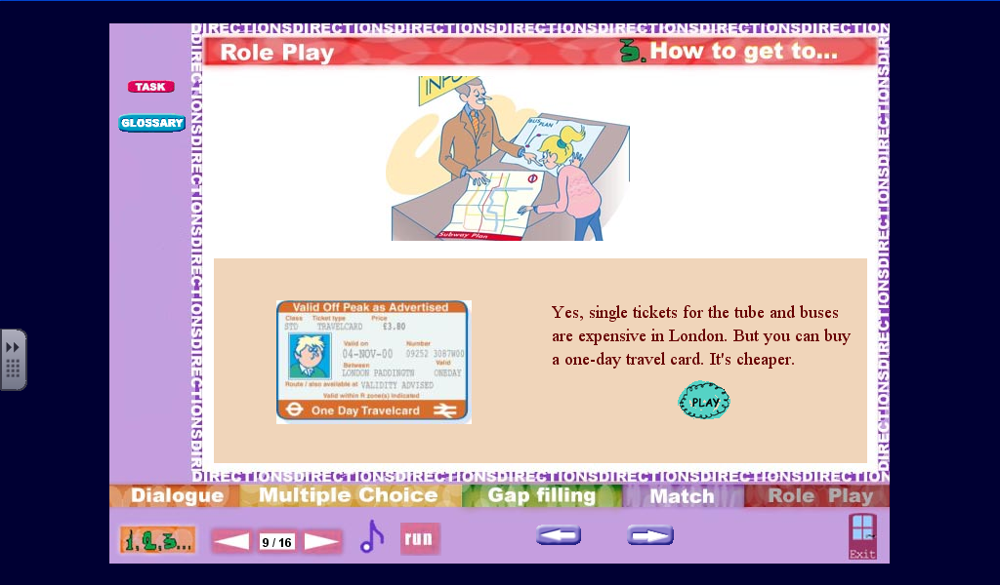 DIRECTIONSDIRECTIONSDIRECTIONSDIRECTIONSDIRECTIONSDIRECTIONSDIRECTIONSDIRECTION
Role Play
3. How to get to...
TASK
GLOSSARY
INFO
BUS PLAN
Subway Plan
Valid Off Peak as Advertised
Class Ticket type Price
STD TRAVELCARD £3.80
Valid on Number
04-NOV-00 09252 3087W00
Between Valid
LONDON PADDINGTN ONEDAY
Route / also available at VALIDITY ADVISED
Valid within R zone(s) indicated
One Day Travelcard
Yes, single tickets for the tube and buses
are expensive in London. But you can buy
a one-day travel card. It's cheaper.
PLAY
Dialogue Multiple Choice Gap filling Match Role Play
1,2,3...
9 / 16
run
Exit